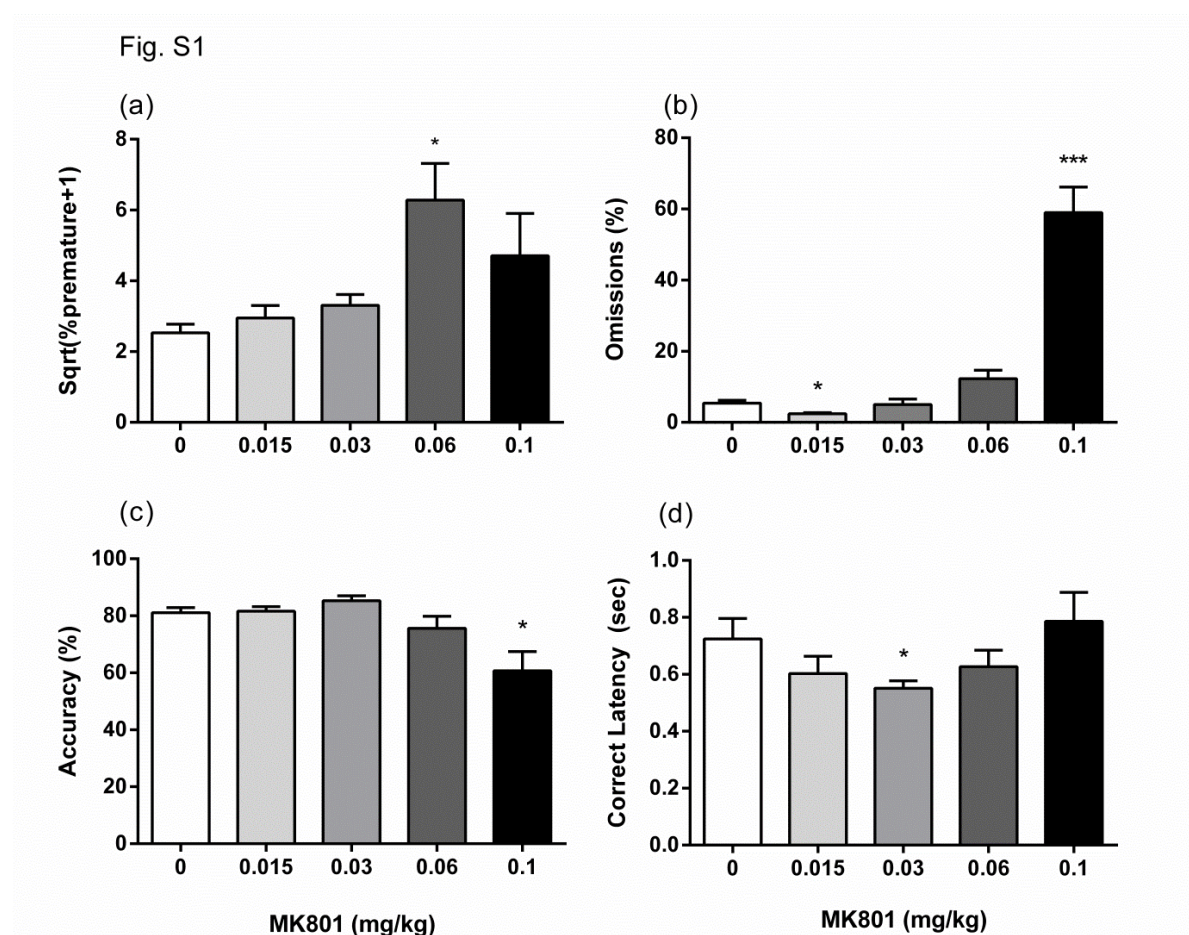 Fig. S1
(a)
Sqrt(%premature+1)
8
6
4
2
0
*
0 0.015 0.03 0.06 0.1
(b)
Omissions (%)
80
60
40
20
0
*
***
0 0.015 0.03 0.06 0.1
(c)
Accuracy (%)
100
80
60
40
20
0
*
0 0.015 0.03 0.06 0.1
MK801 (mg/kg)
(d)
Correct Latency (sec)
1.0
0.8
0.6
0.4
0.2
0.0
*
0 0.015 0.03 0.06 0.1
MK801 (mg/kg)